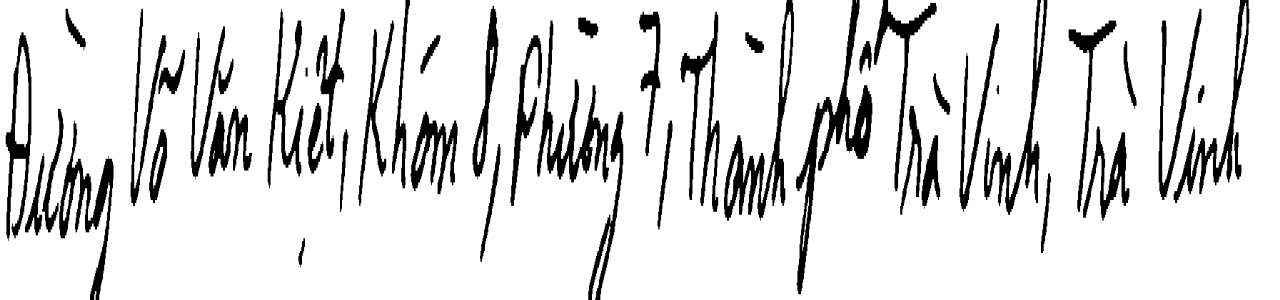 Đường Võ Văn Kiệt, Khóm 8, Phường 7, Thành phố Trà Vinh, Trà Vinh